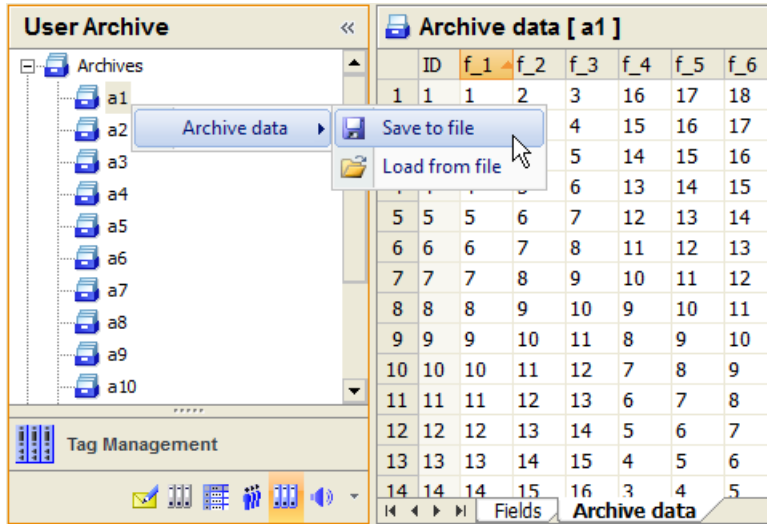 User Archive «
Archives
a1
a2
a3
a4
a5
a6
a7
a8
a9
a10
Tag Management
Archive data
Save to file
Load from file
Archive data [ a1 ]
ID f_1 f_2 f_3 f_4 f_5 f_6
1 1 1 2 3 16 17 18
4 15 16 17
5 14 15 16
6 13 14 15
5 5 5 6 7 12 13 14
6 6 6 7 8 11 12 13
7 7 7 8 9 10 11 12
8 8 8 9 10 9 10 11
9 9 9 10 11 8 9 10
10 10 10 11 12 7 8 9
11 11 11 12 13 6 7 8
12 12 12 13 14 5 6 7
13 13 13 14 15 4 5 6
14 14 14 15 16 3 4 5
Fields Archive data